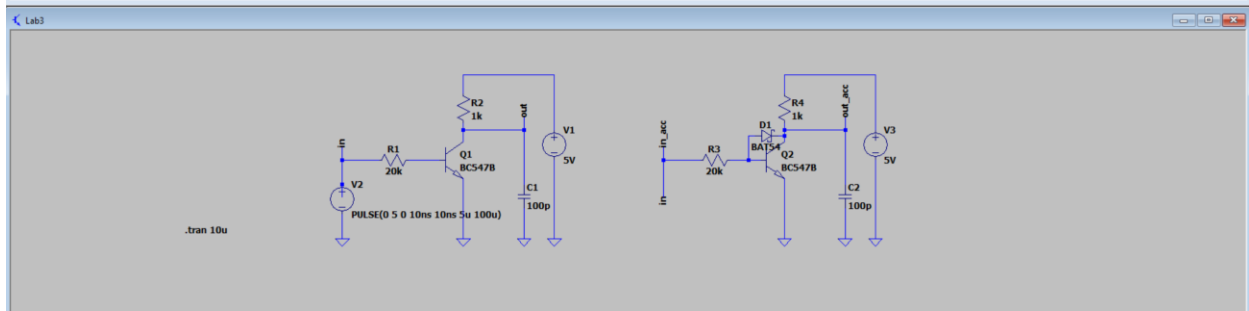 Lab3
in
R1
20k
V2
PULSE(0 5 0 10ns 10ns 5u 100u)
.tran 10u
R2
1k
Q1
BC547B
out
C1
100p
V1
5V
in_acc
in
R3
20k
D1
BAT54
R4
1k
Q2
BC547B
out_acc
C2
100p
V3
5V